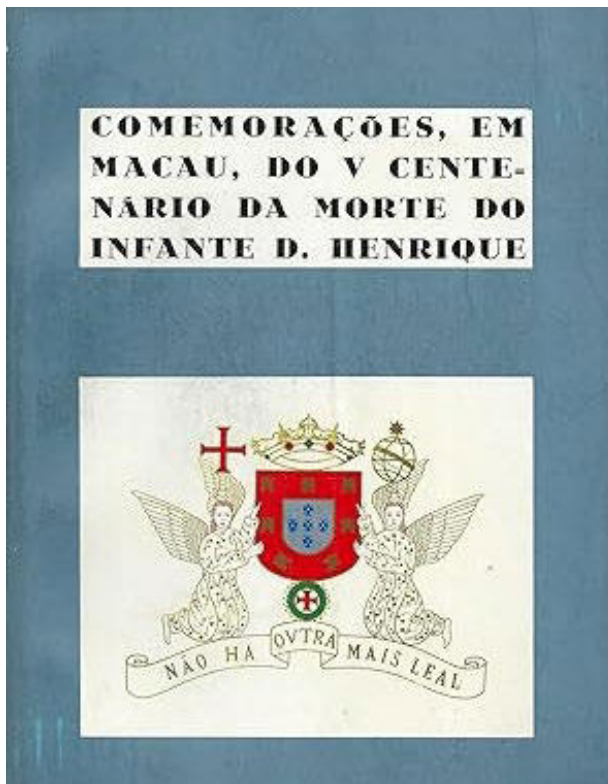 COMEMORAÇÕES, EM
MACAU, DO V CENTE-
NÁRIO DA MORTE DO
INFANTE D. HENRIQUE
NÃO HA OVTRA MAIS LEAL